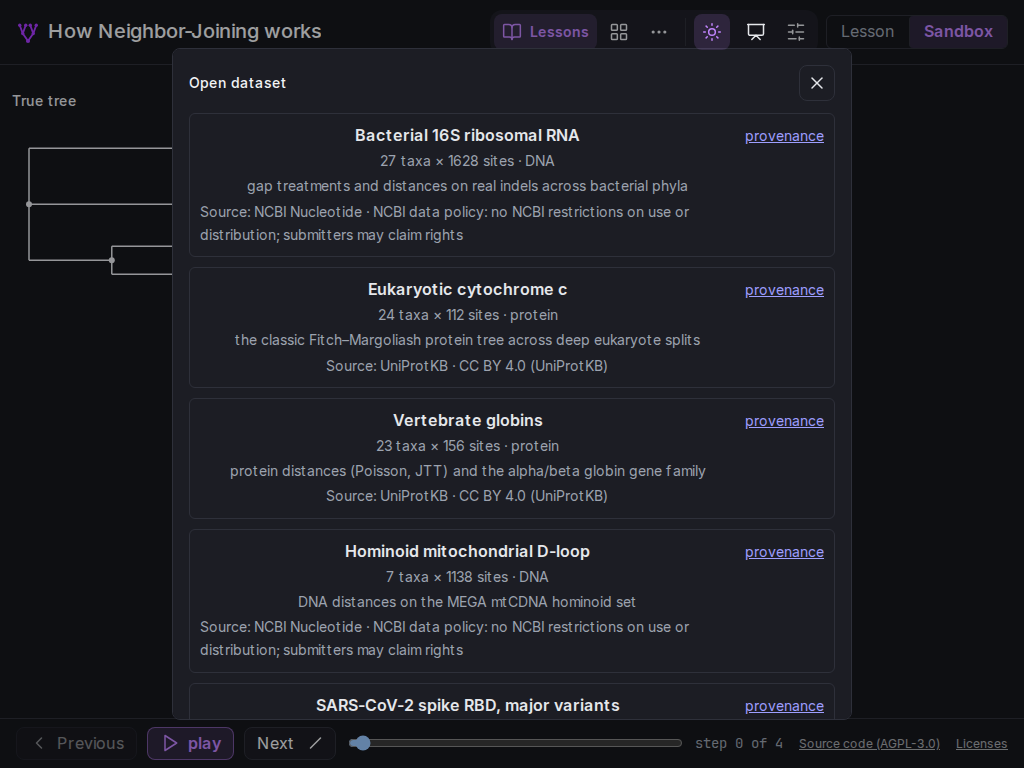 How Neighbor-Joining works
Lessons
Lesson
Sandbox
True tree
Open dataset
Bacterial 16S ribosomal RNA
provenance
27 taxa × 1628 sites · DNA
gap treatments and distances on real indels across bacterial phyla
Source: NCBI Nucleotide · NCBI data policy: no NCBI restrictions on use or
distribution; submitters may claim rights
Eukaryotic cytochrome c
provenance
24 taxa × 112 sites · protein
the classic Fitch–Margoliash protein tree across deep eukaryote splits
Source: UniProtKB · CC BY 4.0 (UniProtKB)
Vertebrate globins
provenance
23 taxa × 156 sites · protein
protein distances (Poisson, JTT) and the alpha/beta globin gene family
Source: UniProtKB · CC BY 4.0 (UniProtKB)
Hominoid mitochondrial D-loop
provenance
7 taxa × 1138 sites · DNA
DNA distances on the MEGA mtCDNA hominoid set
Source: NCBI Nucleotide · NCBI data policy: no NCBI restrictions on use or
distribution; submitters may claim rights
SARS-CoV-2 spike RBD, major variants
provenance
Previous
play
Next
step 0 of 4
Source code (AGPL-3.0)
Licenses